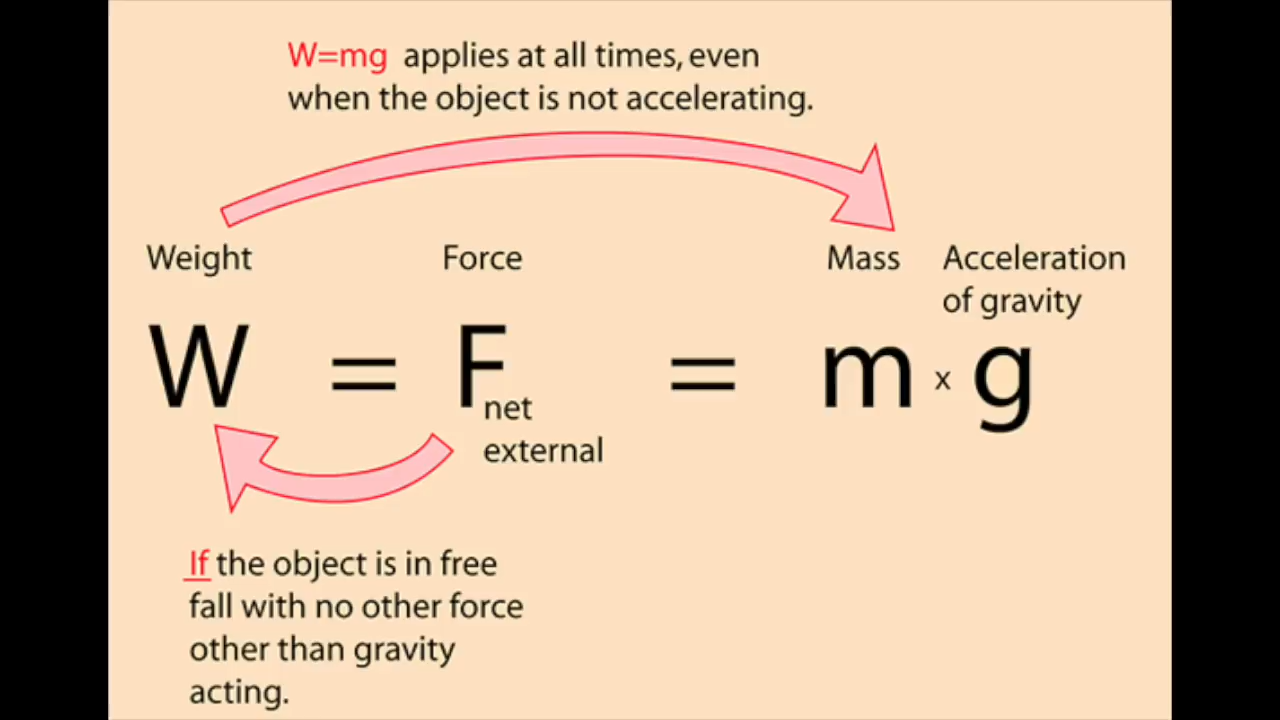 W=mg applies at all times, even
when the object is not accelerating.
Weight Force Mass Acceleration
of gravity
W = F = m x g
net
external
If the object is in free
fall with no other force
other than gravity
acting.